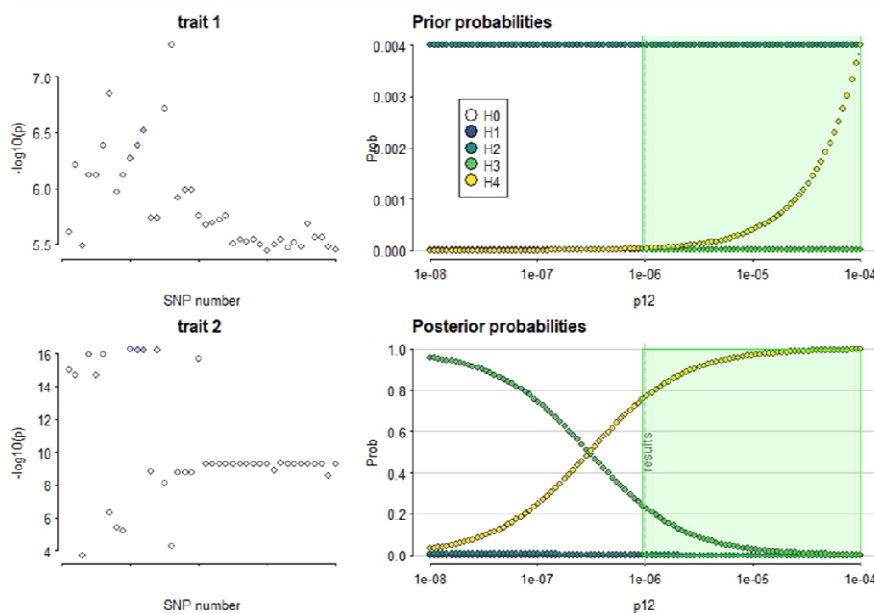 trait 1
-log10(p)
7.0
6.5
6.0
5.5
SNP number
Prior probabilities
Prob
0.004
0.003
0.002
0.001
0.000
H0
H1
H2
H3
H4
1e-08
1e-07
1e-06
1e-05
1e-04
p12
trait 2
-log10(p)
16
14
12
10
8
6
4
SNP number
Posterior probabilities
Prob
1.0
0.8
0.6
0.4
0.2
0.0
results
1e-08
1e-07
1e-06
1e-05
1e-04
p12